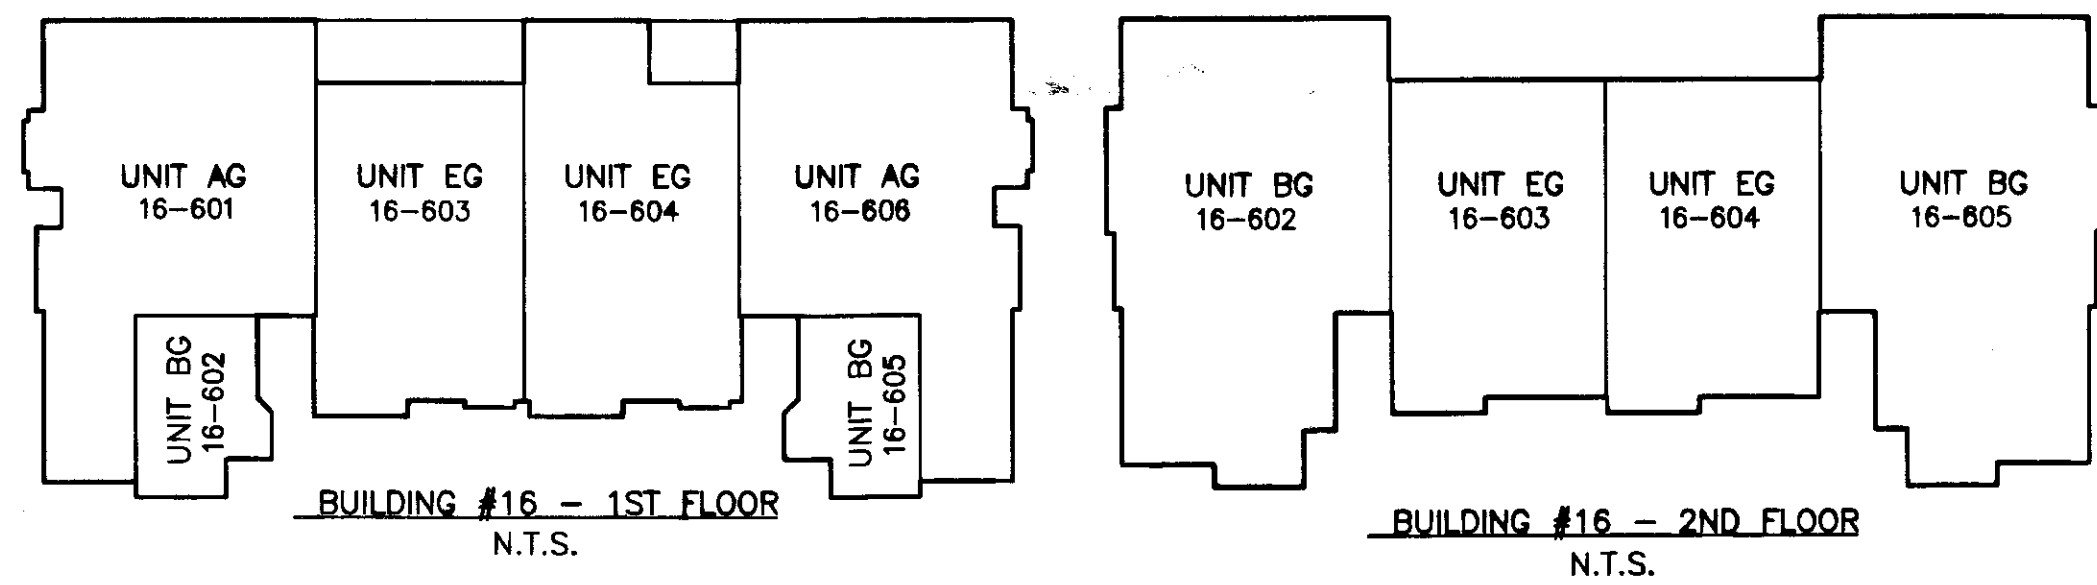 UNIT AG
16-601
UNIT EG
16-603
UNIT EG
16-604
UNIT AG
16-606
UNIT BG
16-602
UNIT BG
16-605
BUILDING #16 - 1ST FLOOR
N.T.S.
UNIT BG
16-602
UNIT EG
16-603
UNIT EG
16-604
UNIT BG
16-605
BUILDING #16 - 2ND FLOOR
N.T.S.